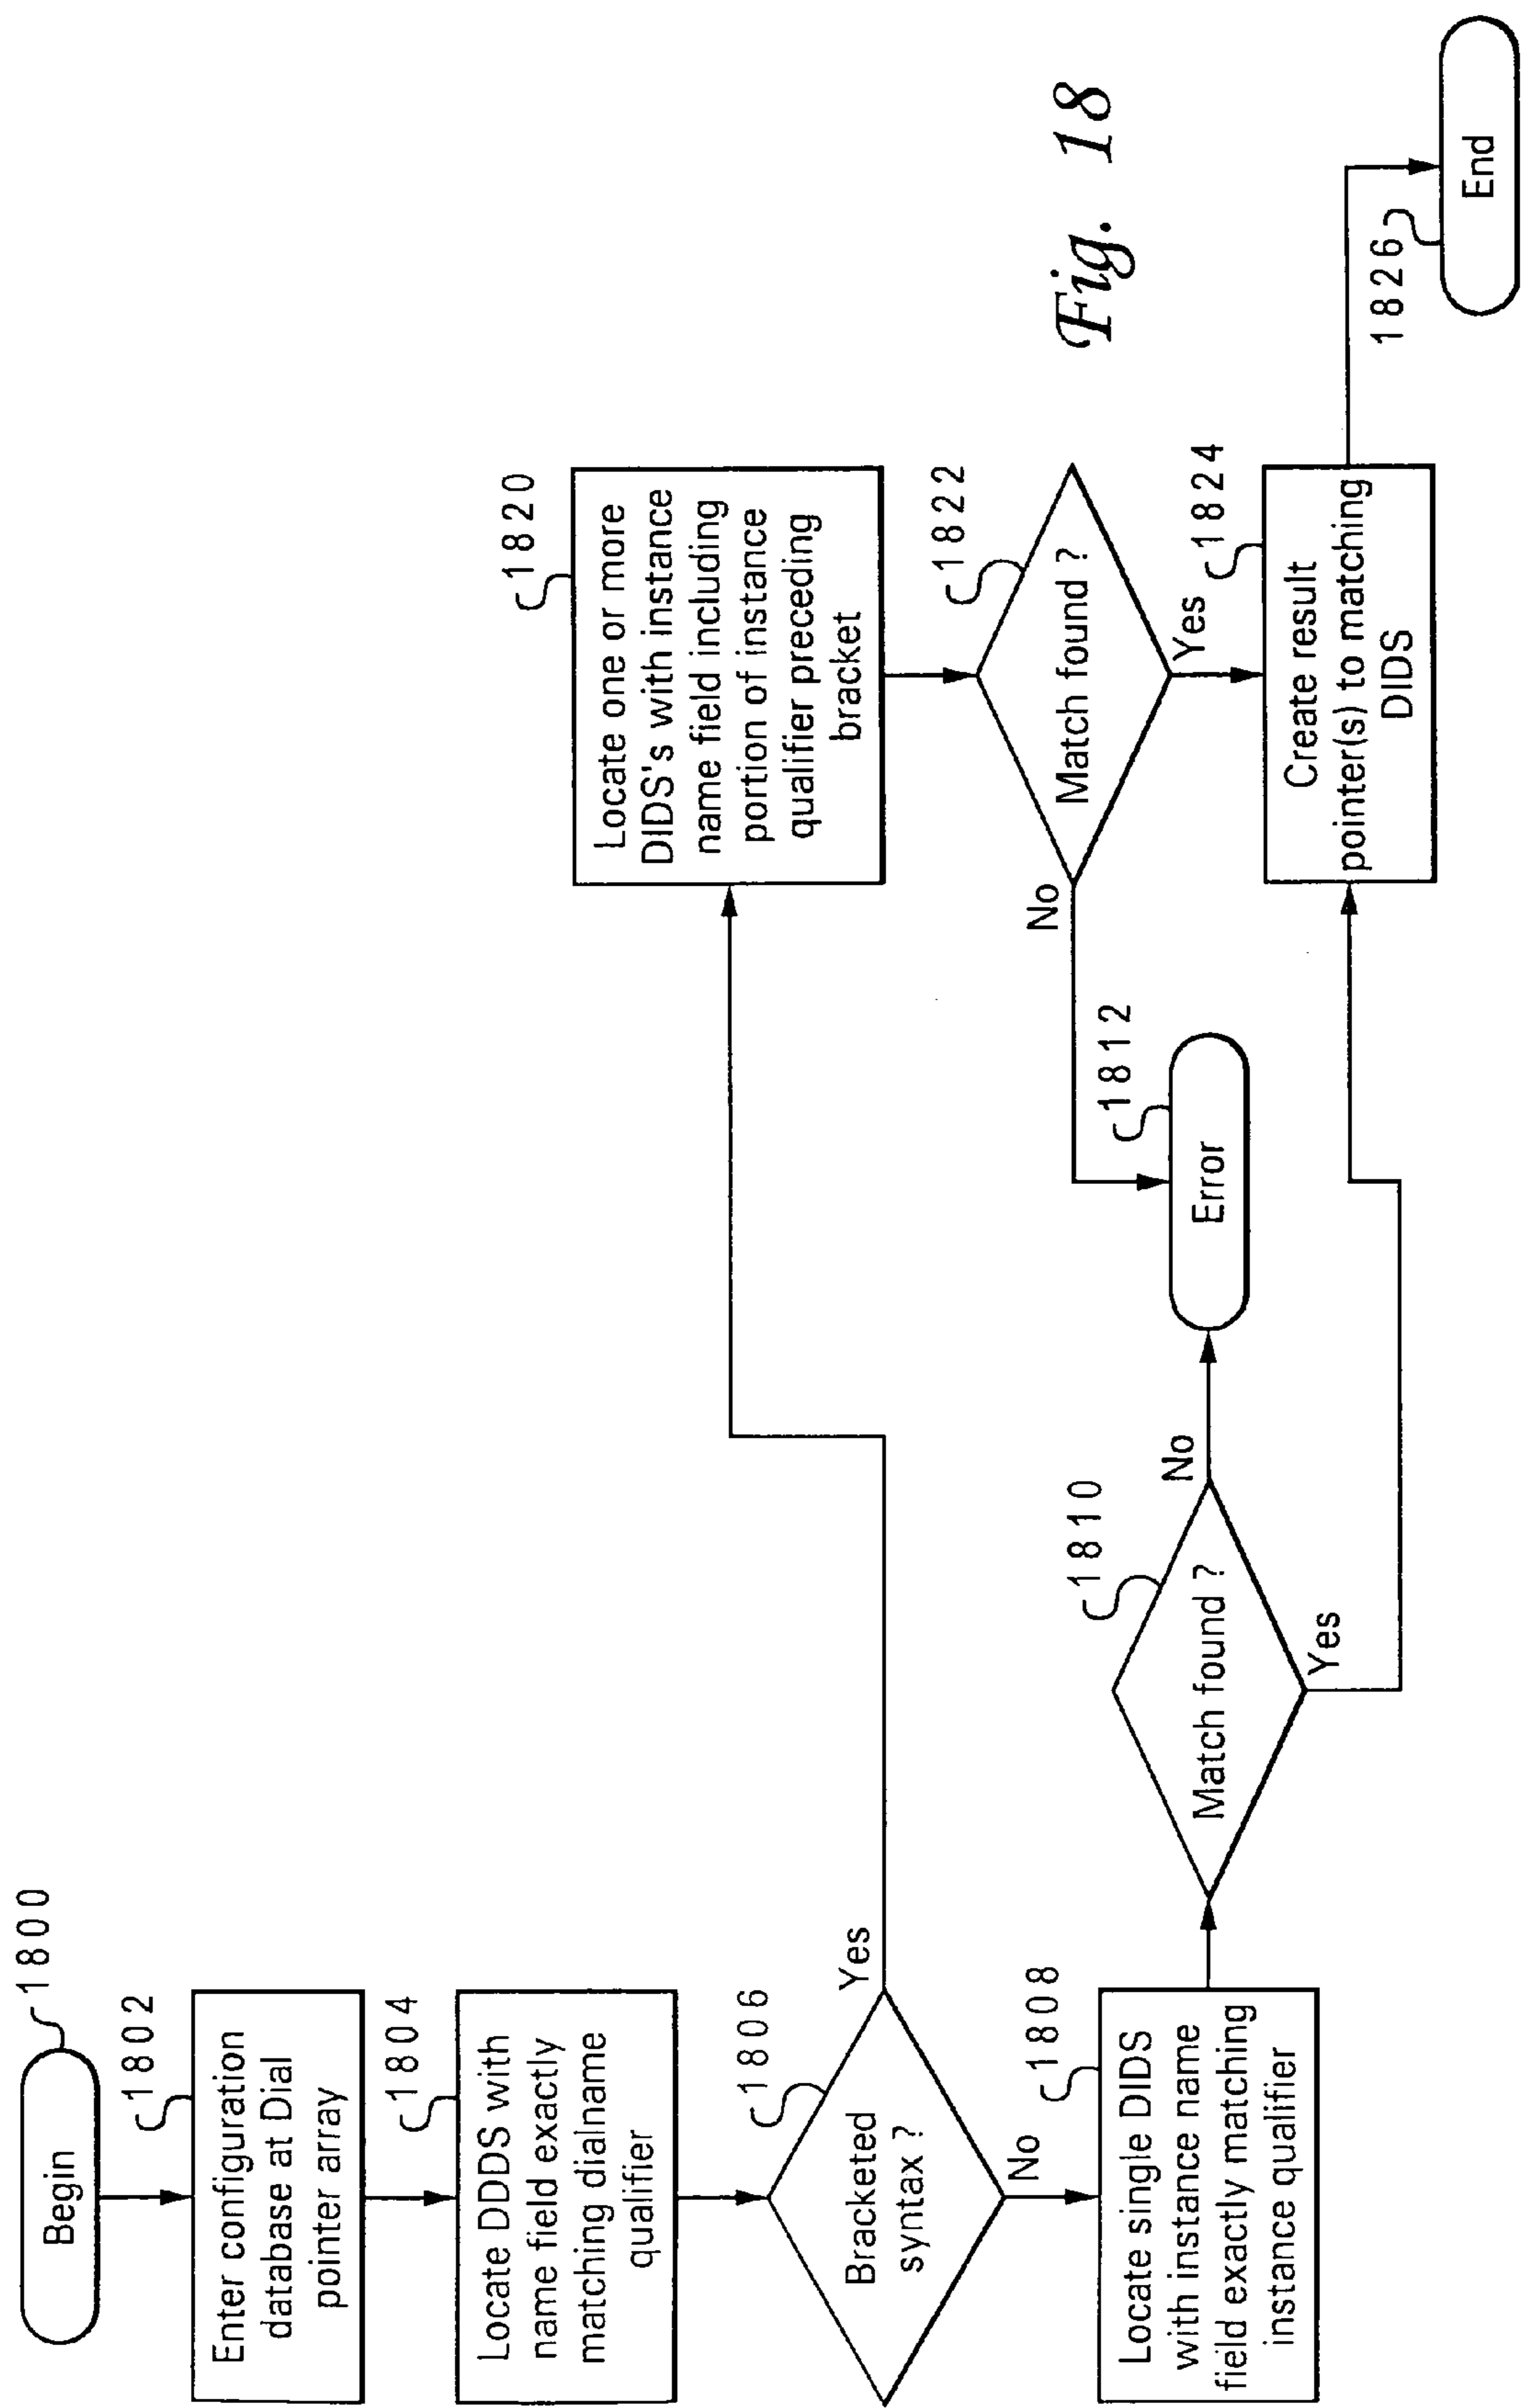 Begin
1800
1802
Enter configuration
database at Dial
pointer array
1804
Locate DDDS with
name field exactly
matching dialname
qualifier
1806
Bracketed
syntax ?
Yes
No
1808
Locate single DIDS
with instance name
field exactly matching
instance qualifier
1810
Match found ?
No
Yes
1812
Error
1820
Locate one or more
DIDS's with instance
name field including
portion of instance
qualifier preceding
bracket
1822
Match found ?
No
Yes
1824
Create result
pointer(s) to matching
DIDS
1826
End
Fig. 18